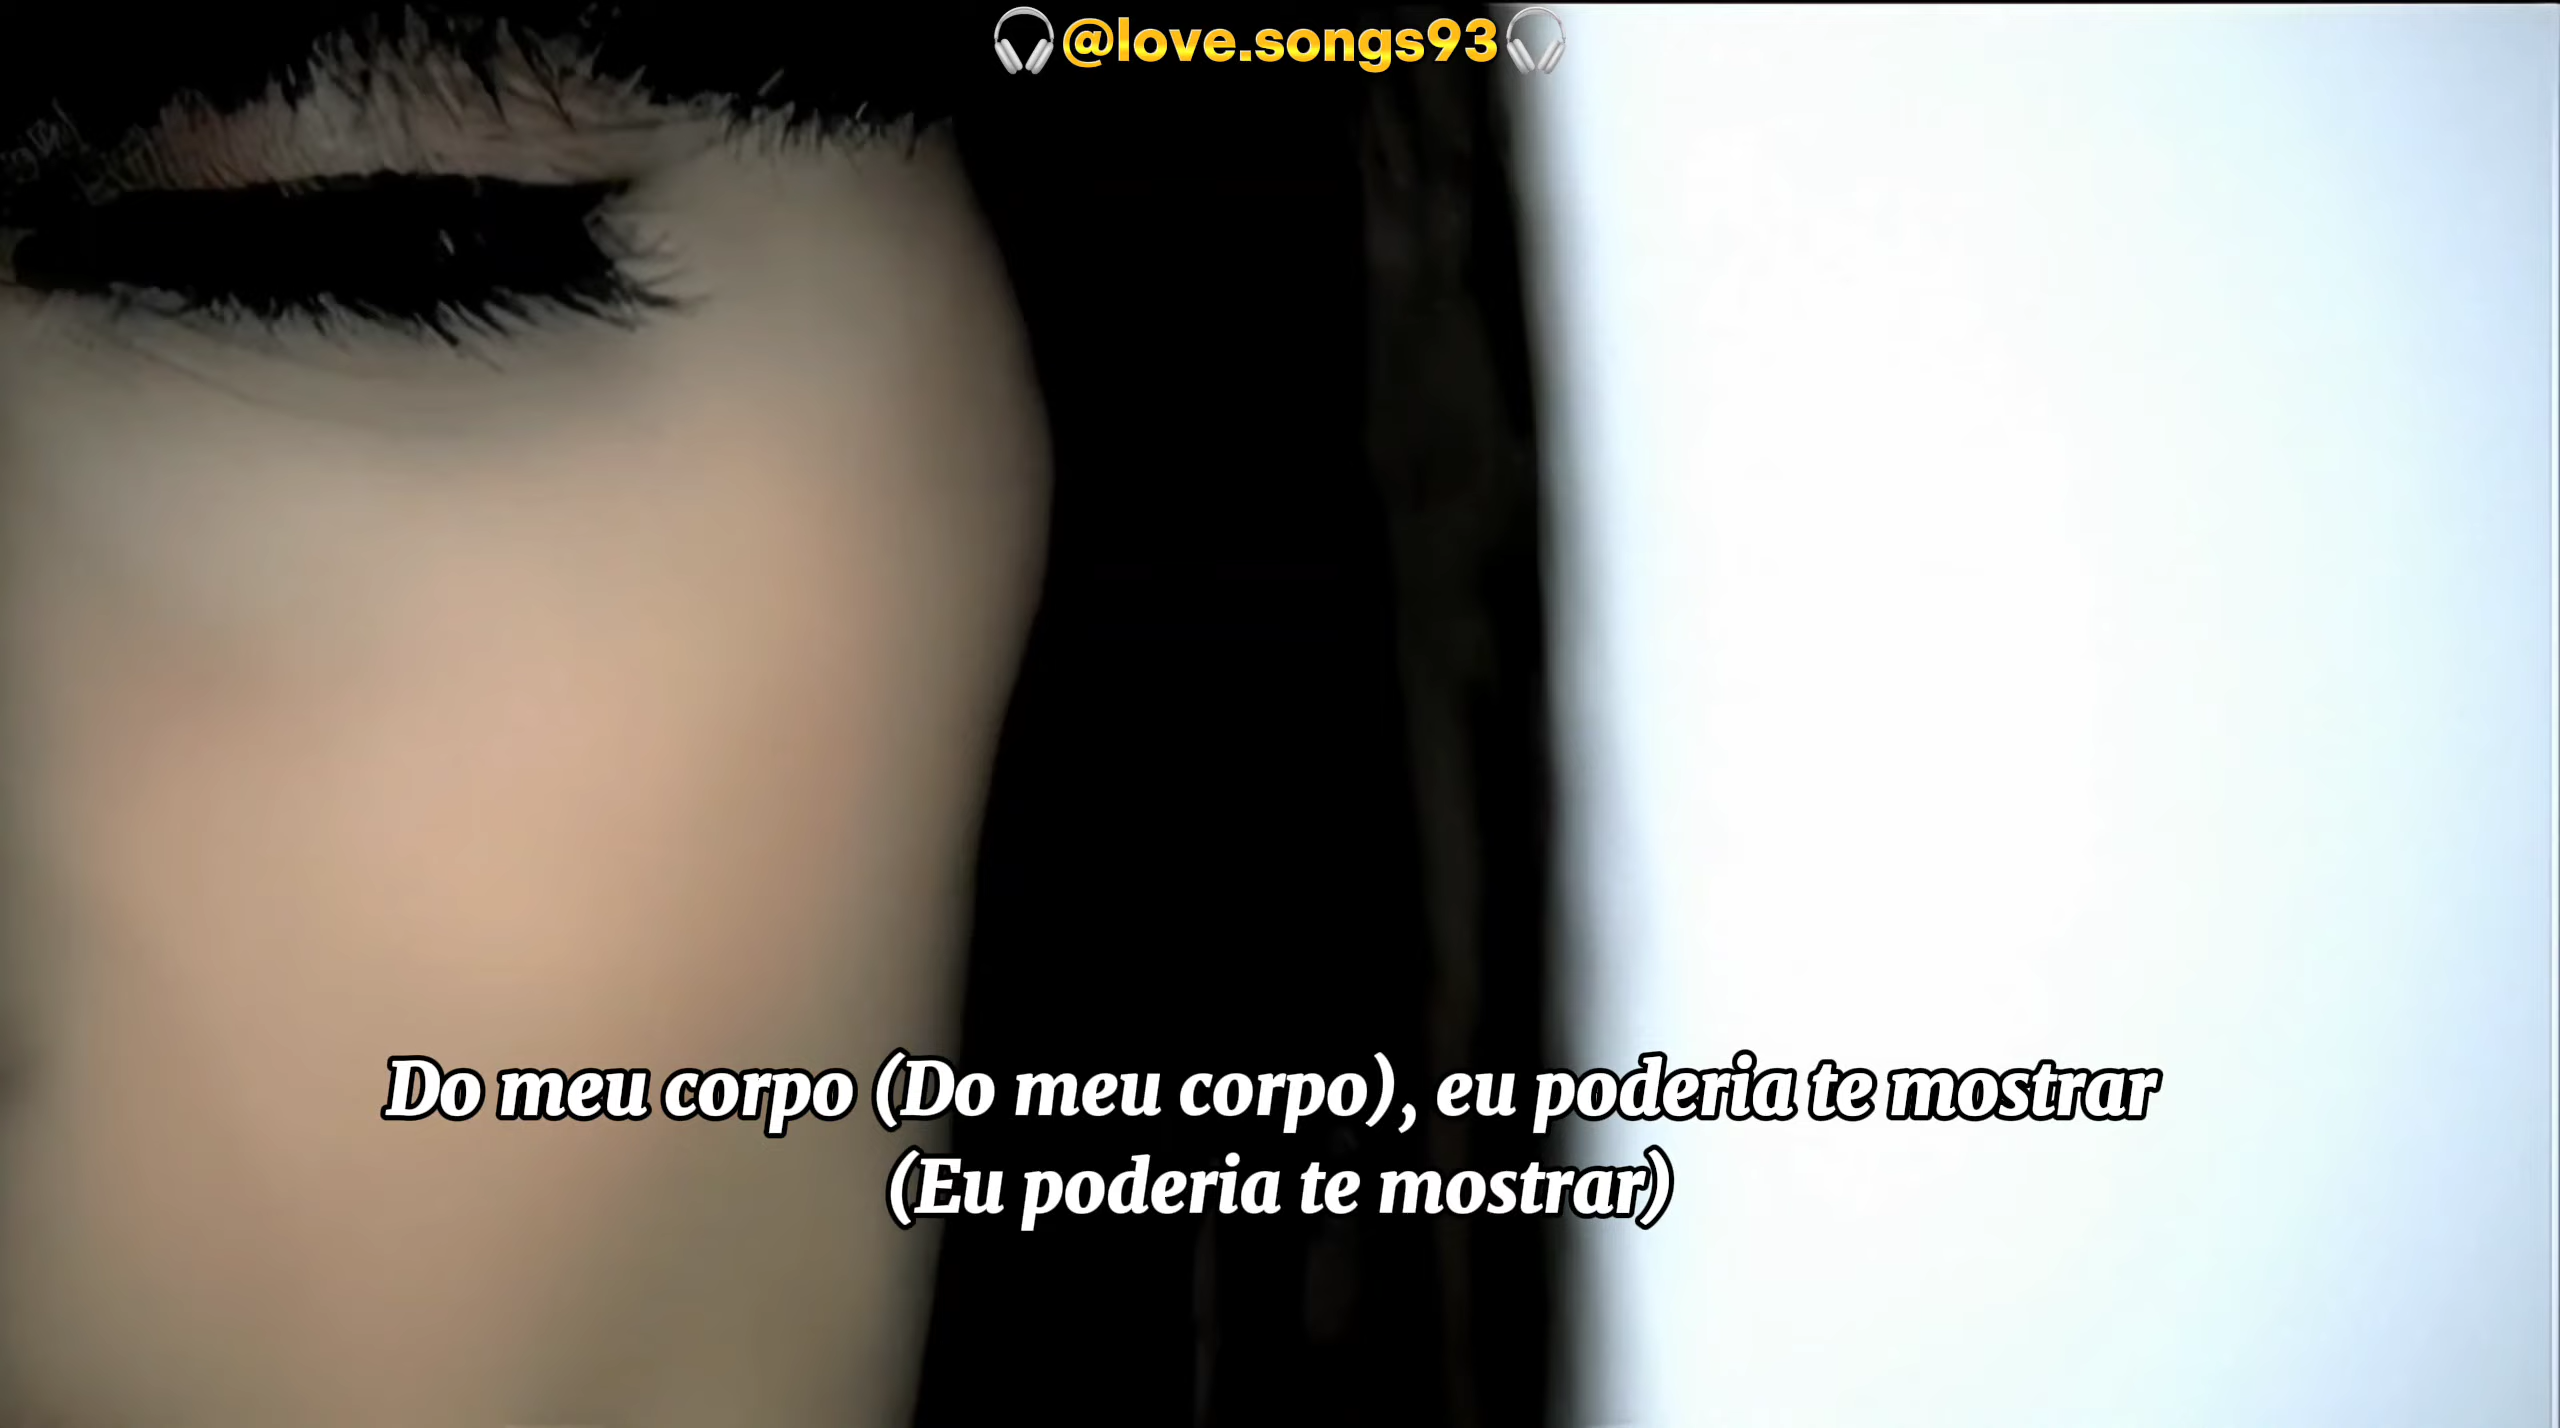 @love.songs93
Do meu corpo (Do meu corpo), eu poderia te mostrar
(Eu poderia te mostrar)